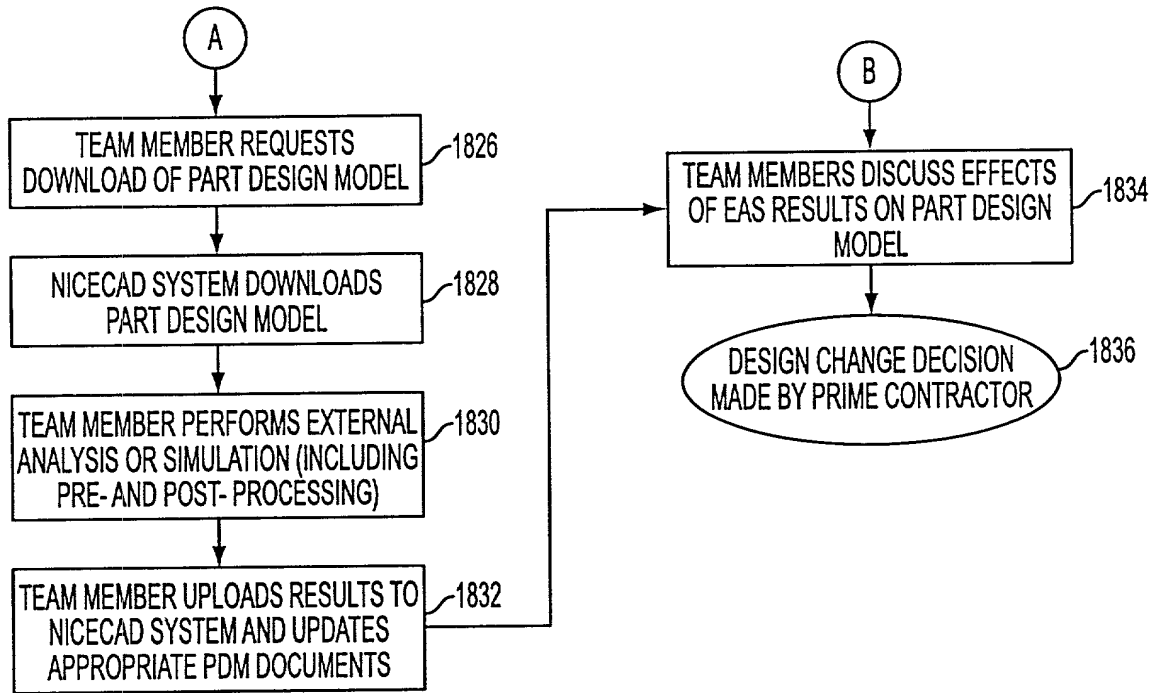 A
TEAM MEMBER REQUESTS
DOWNLOAD OF PART DESIGN MODEL
1826
NICECAD SYSTEM DOWNLOADS
PART DESIGN MODEL
1828
TEAM MEMBER PERFORMS EXTERNAL
ANALYSIS OR SIMULATION (INCLUDING
PRE- AND POST- PROCESSING)
1830
TEAM MEMBER UPLOADS RESULTS TO
NICECAD SYSTEM AND UPDATES
APPROPRIATE PDM DOCUMENTS
1832
B
TEAM MEMBERS DISCUSS EFFECTS
OF EAS RESULTS ON PART DESIGN
MODEL
1834
DESIGN CHANGE DECISION
MADE BY PRIME CONTRACTOR
1836